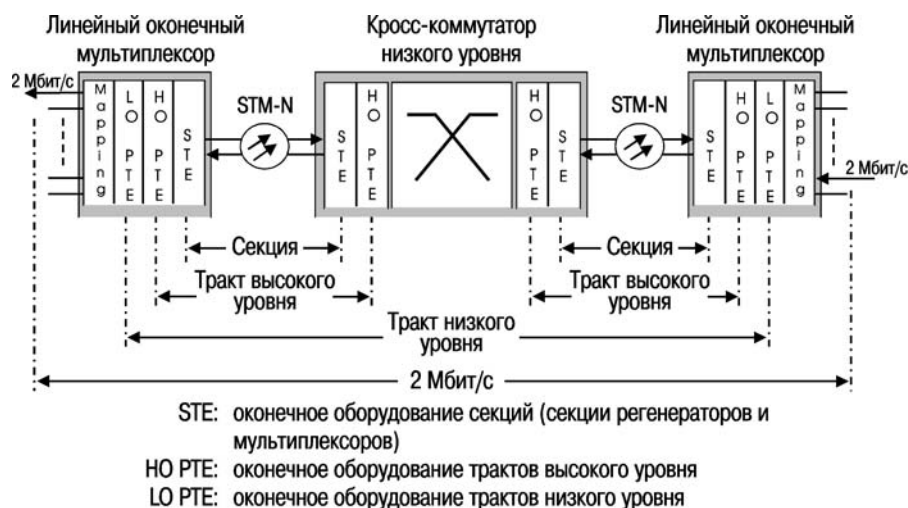 Линейный оконечный
мультиплексор
Кросс-коммутатор
низкого уровня
Линейный оконечный
мультиплексор
2 Мбит/с
Mapping
LO PTE
HO PTE
STE
STM-N
STE
HO PTE
HO PTE
STE
STM-N
STE
HO PTE
LO PTE
Mapping
2 Мбит/с
Секция
Секция
Тракт высокого
уровня
Тракт высокого
уровня
Тракт низкого
уровня
2 Мбит/с
STE: оконечное оборудование секций (секции регенераторов и
мультиплексоров)
HO PTE: оконечное оборудование трактов высокого уровня
LO PTE: оконечное оборудование трактов низкого уровня